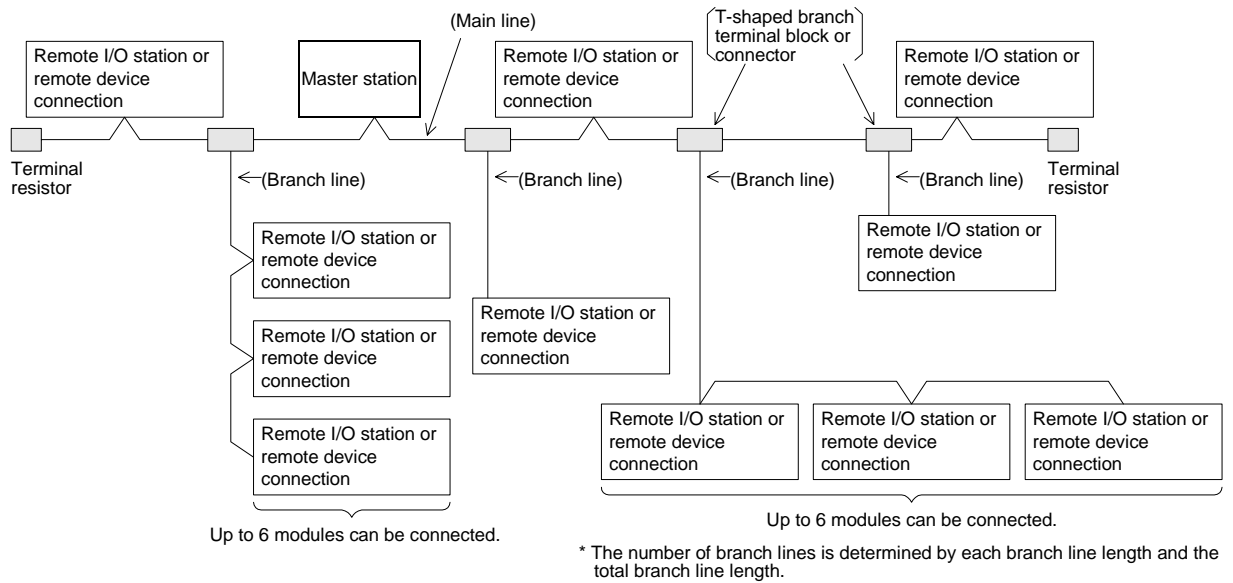 (Main line)
T-shaped branch
terminal block or
connector
Remote I/O station or
remote device
connection
Master station
Remote I/O station or
remote device
connection
Remote I/O station or
remote device
connection
Terminal
resistor
(Branch line)
(Branch line)
(Branch line)
(Branch line)
Terminal
resistor
Remote I/O station or
remote device
connection
Remote I/O station or
remote device
connection
Remote I/O station or
remote device
connection
Remote I/O station or
remote device
connection
Remote I/O station or
remote device
connection
Remote I/O station or
remote device
connection
Remote I/O station or
remote device
connection
Remote I/O station or
remote device
connection
Up to 6 modules can be connected.
Up to 6 modules can be connected.
* The number of branch lines is determined by each branch line length and the
total branch line length.